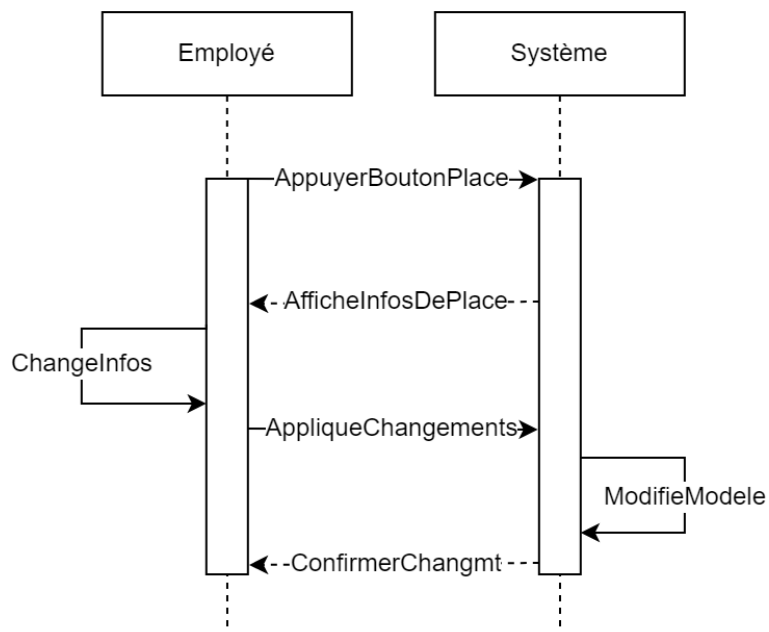 Employé
Système
AppuyerBoutonPlace
AfficheInfosDePlace
ChangeInfos
AppliqueChangements
ModifieModele
ConfirmerChangmt